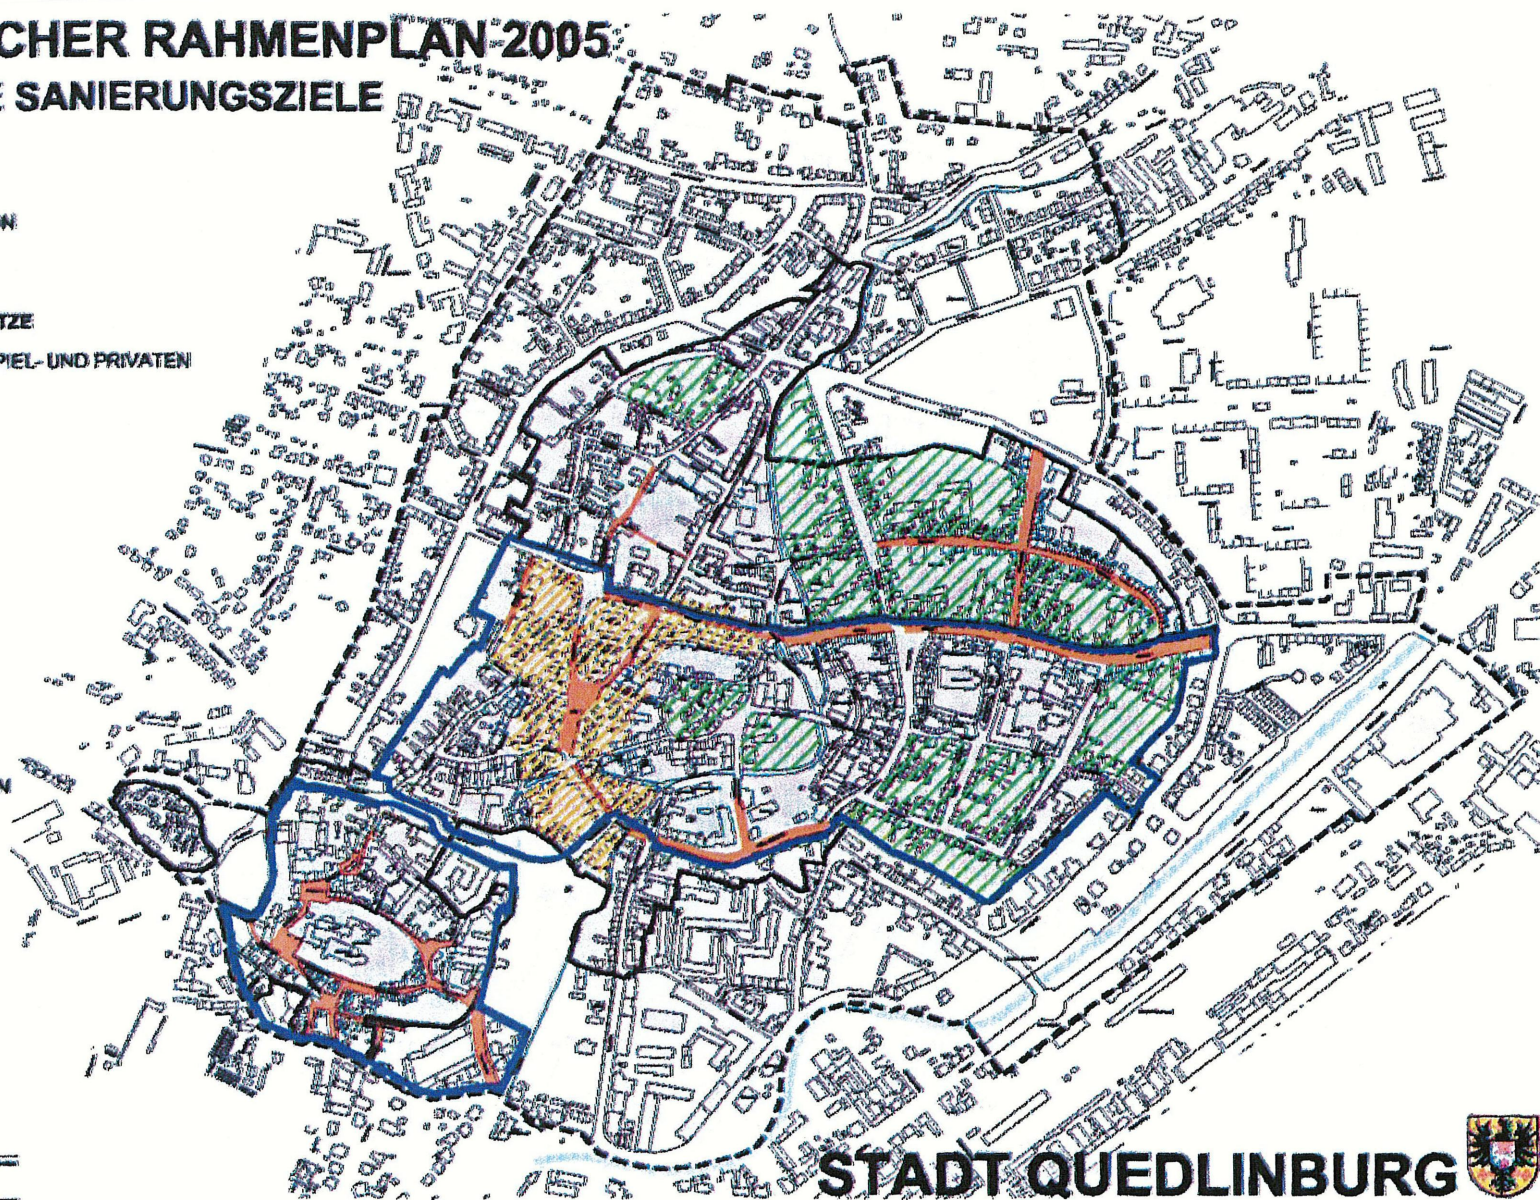 CHER RAHMENPLAN 2005
E SANIERUNGSZIELE
N
TZE
PIEL- UND PRIVATEN
N
STADT QUEDLINBURG